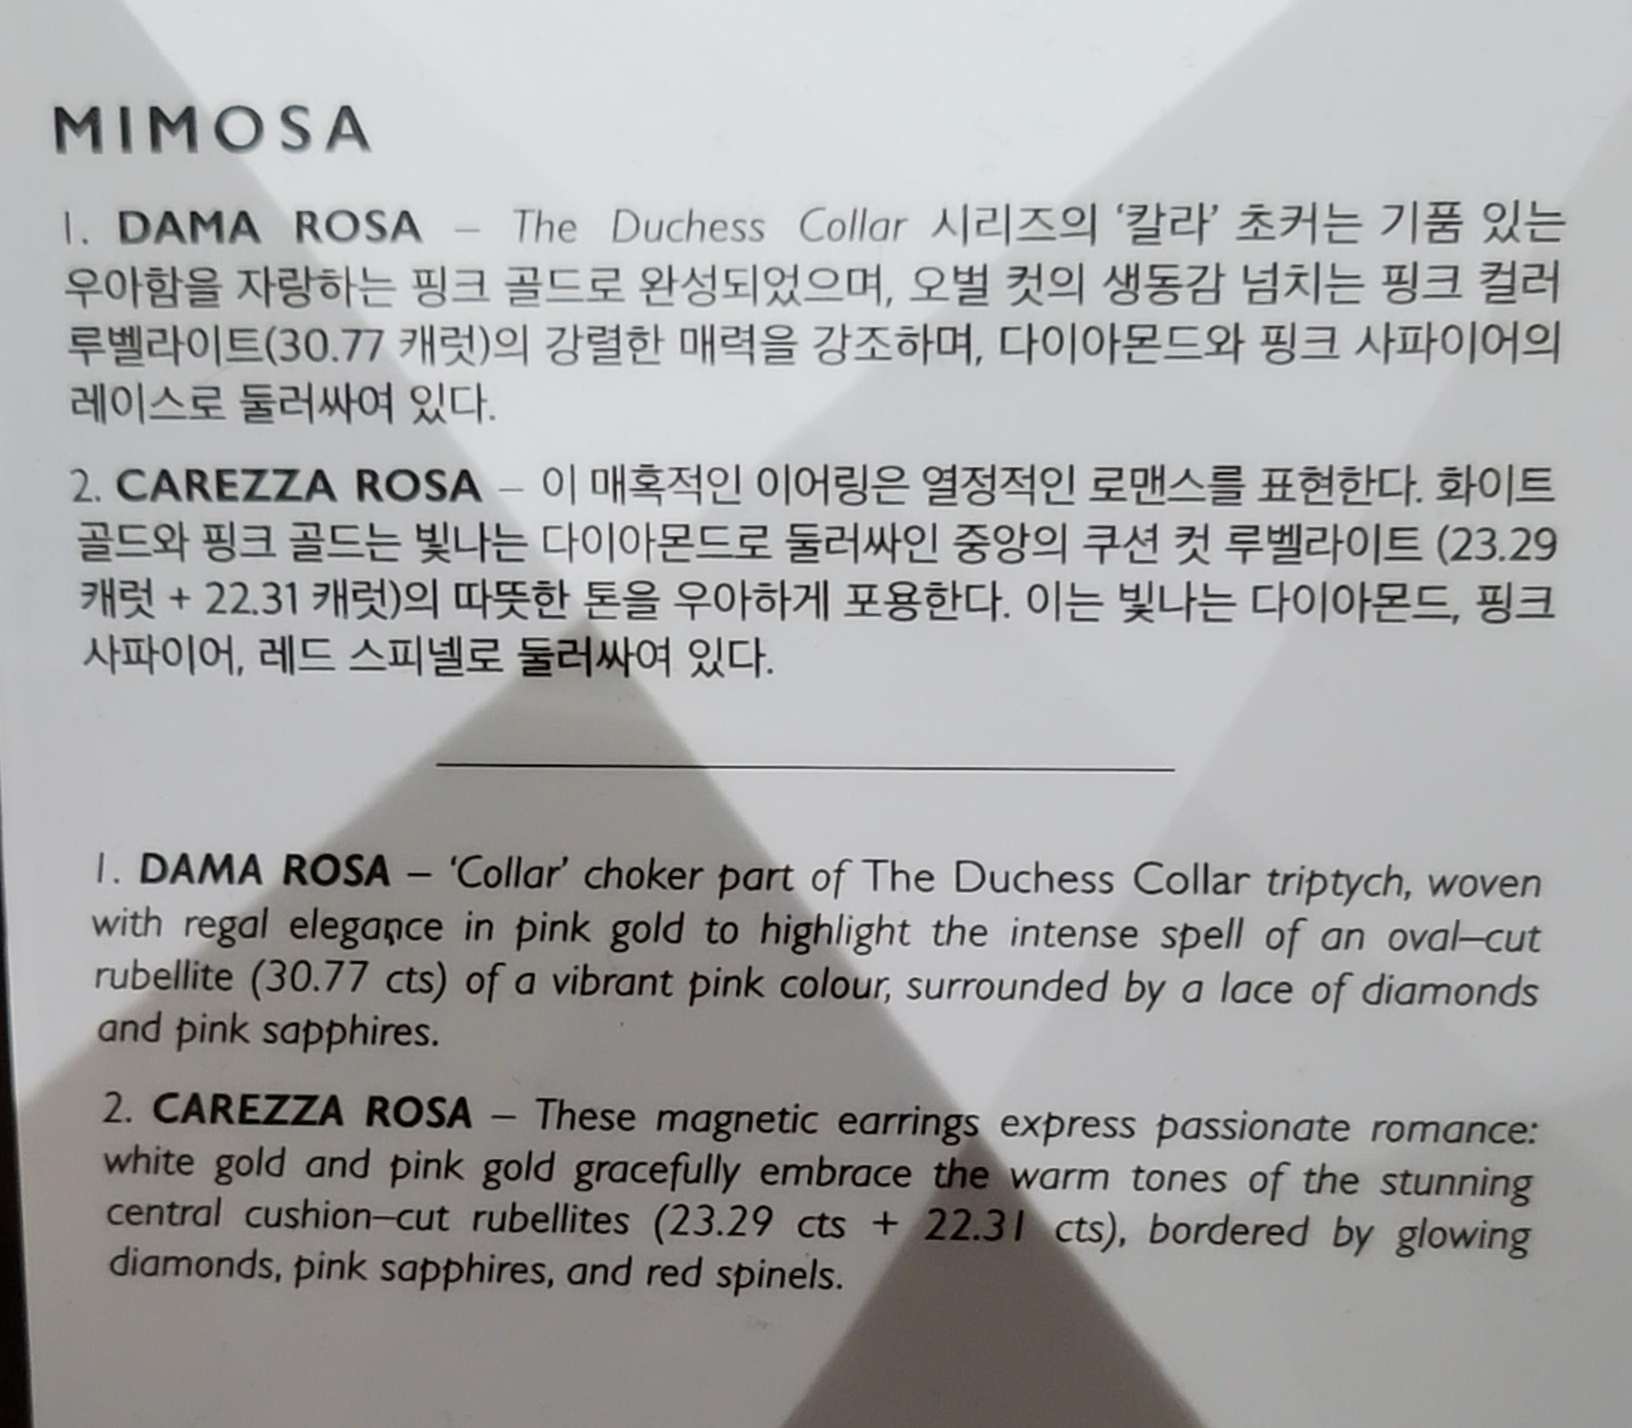 MIMOSA
1. DAMA ROSA – The Duchess Collar 시리즈의 ‘칼라’ 초커는 기품 있는
우아함을 자랑하는 핑크 골드로 완성되었으며, 오벌 컷의 생동감 넘치는 핑크 컬러
루벨라이트(30.77 캐럿)의 강렬한 매력을 강조하며, 다이아몬드와 핑크 사파이어의
레이스로 둘러싸여 있다.
2. CAREZZA ROSA – 이 매혹적인 이어링은 열정적인 로맨스를 표현한다. 화이트
골드와 핑크 골드는 빛나는 다이아몬드로 둘러싸인 중앙의 쿠션 컷 루벨라이트 (23.29
캐럿 + 22.31 캐럿)의 따뜻한 톤을 우아하게 포용한다. 이는 빛나는 다이아몬드, 핑크
사파이어, 레드 스피넬로 둘러싸여 있다.
1. DAMA ROSA – ‘Collar’ choker part of The Duchess Collar triptych, woven
with regal elegance in pink gold to highlight the intense spell of an oval–cut
rubellite (30.77 cts) of a vibrant pink colour, surrounded by a lace of diamonds
and pink sapphires.
2. CAREZZA ROSA – These magnetic earrings express passionate romance:
white gold and pink gold gracefully embrace the warm tones of the stunning
central cushion–cut rubellites (23.29 cts + 22.31 cts), bordered by glowing
diamonds, pink sapphires, and red spinels.